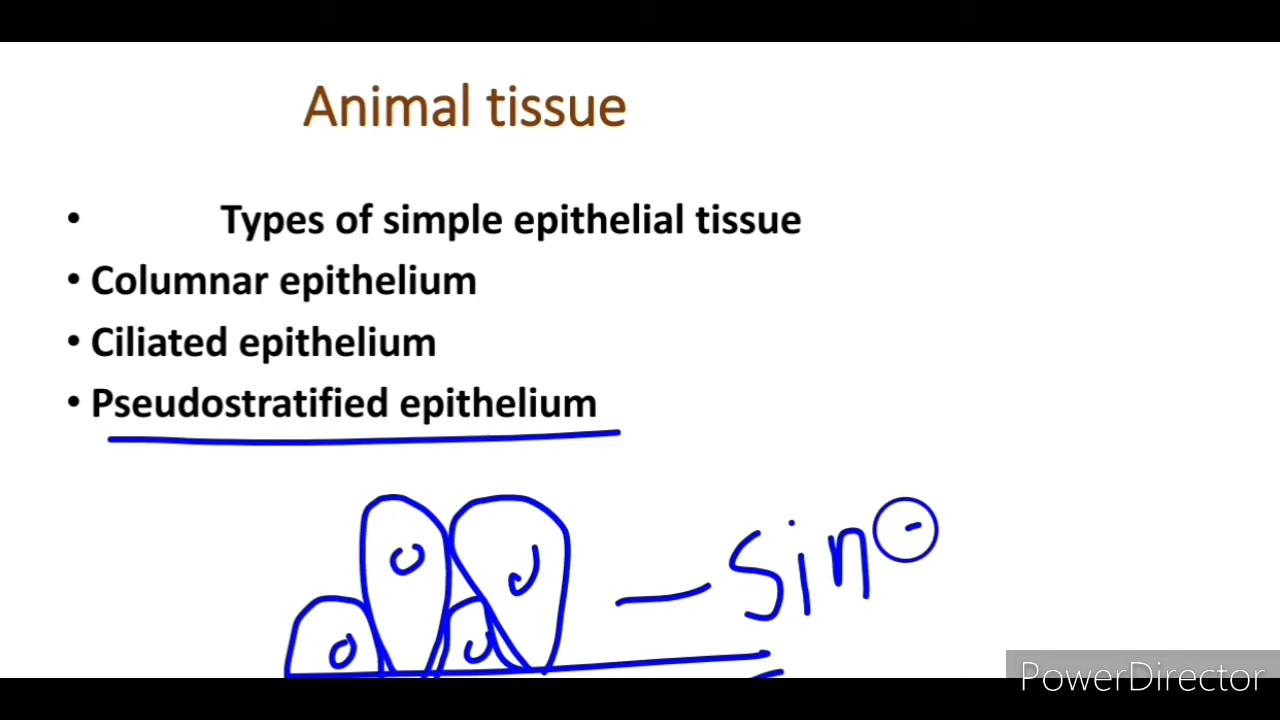 Animal tissue
• Types of simple epithelial tissue
• Columnar epithelium
• Ciliated epithelium
• Pseudostratified epithelium
— Sin
PowerDirector